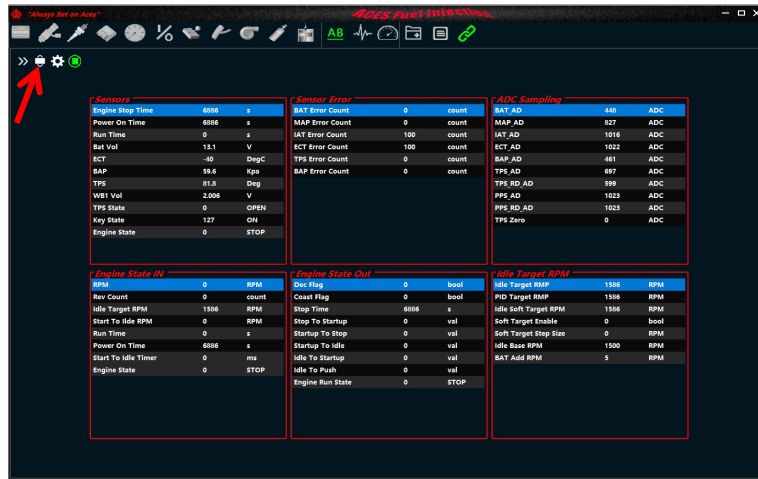 "Always Bet on Aces"
ACES Fuel Injection
AB
Sensors
Engine Stop Time 6886 s
Power On Time 6886 s
Run Time 0 s
Bat Vol 13.1 V
ECT -40 DegC
BAP 59.6 Kpa
TPS 81.8 Deg
WB1 Vol 2.006 V
TPS State 0 OPEN
Key State 127 ON
Engine State 0 STOP
Sensor Error
BAT Error Count 0 count
MAP Error Count 0 count
IAT Error Count 100 count
ECT Error Count 100 count
TPS Error Count 0 count
BAP Error Count 0 count
ADC Sampling
BAT_AD 448 ADC
MAP_AD 827 ADC
IAT_AD 1016 ADC
ECT_AD 1022 ADC
BAP_AD 461 ADC
TPS_AD 697 ADC
TPS_RD_AD 599 ADC
PPS_AD 1023 ADC
PPS_RD_AD 1023 ADC
TPS Zero 0 ADC
Engine State IN
RPM 0 RPM
Rev Count 0 count
Idle Target RPM 1586 RPM
Start To Ilde RPM 0 RPM
Run Time 0 s
Power On Time 6886 s
Start To Idle Timer 0 ms
Engine State 0 STOP
Engine State Out
Dec Flag 0 bool
Coast Flag 0 bool
Stop Time 6886 s
Stop To Startup 0 val
Startup To Stop 0 val
Startup To Idle 0 val
Idle To Startup 0 val
Idle To Push 0 val
Engine Run State 0 STOP
Idle Target RPM
Idle Target RMP 1586 RPM
PID Target RMP 1586 RPM
Idle Soft Target RPM 1586 RPM
Soft Target Enable 0 bool
Soft Target Step Size 0 RPM
Idle Base RPM 1500 RPM
BAT Add RPM 5 RPM